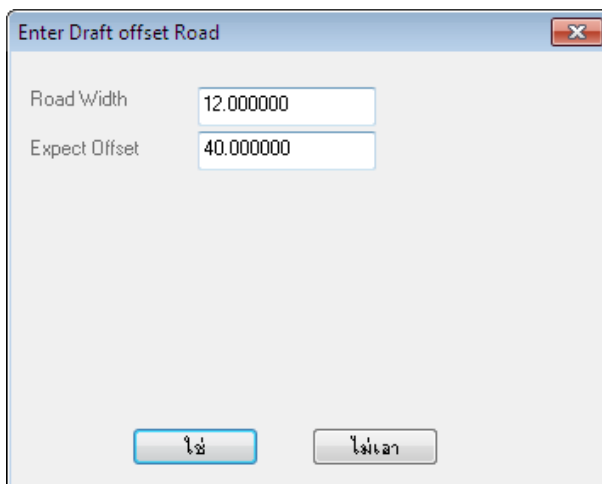 Enter Draft offset Road
Road Width 12.000000
Expect Offset 40.000000
ใช่ ไม่เอา